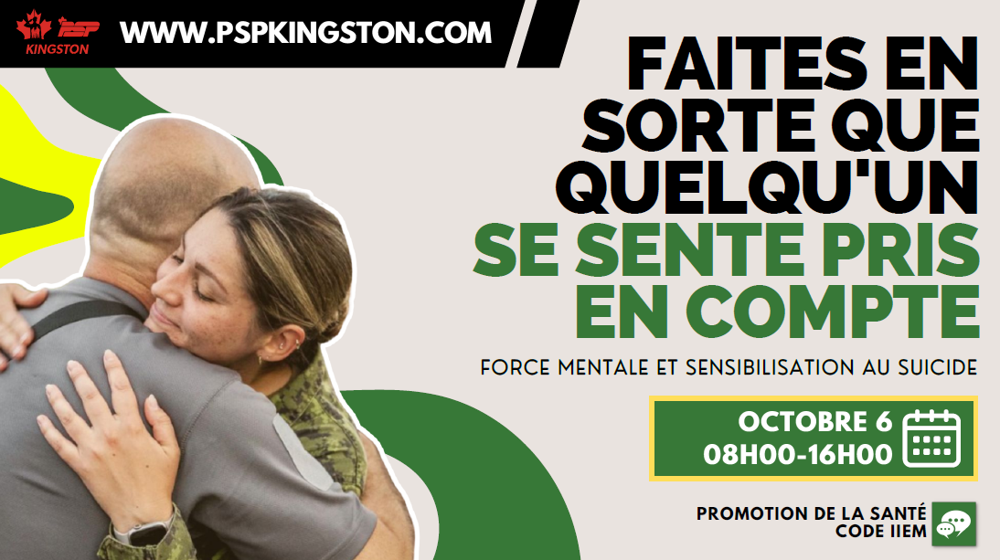 PSP
KINGSTON
WWW.PSPKINGSTON.COM
FAITES EN
SORTE QUE
QUELQU'UN
SE SENTE PRIS
EN COMPTE
FORCE MENTALE ET SENSIBILISATION AU SUICIDE
OCTOBRE 6
08H00-16H00
PROMOTION DE LA SANTÉ
CODE IIEM